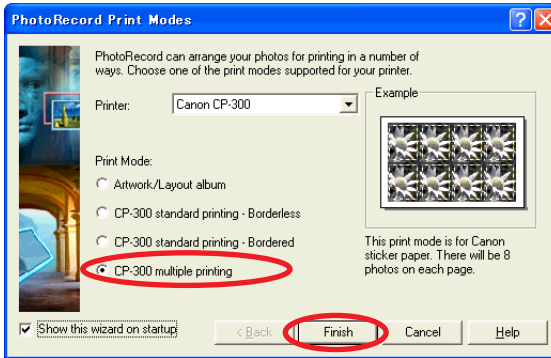 PhotoRecord Print Modes
PhotoRecord can arrange your photos for printing in a number of
ways. Choose one of the print modes supported for your printer.
Printer:
Canon CP-300
Example
Print Mode:
Artwork/Layout album
CP-300 standard printing - Borderless
CP-300 standard printing - Bordered
CP-300 multiple printing
This print mode is for Canon
sticker paper. There will be 8
photos on each page.
Show this wizard on startup
< Back
Finish
Cancel
Help